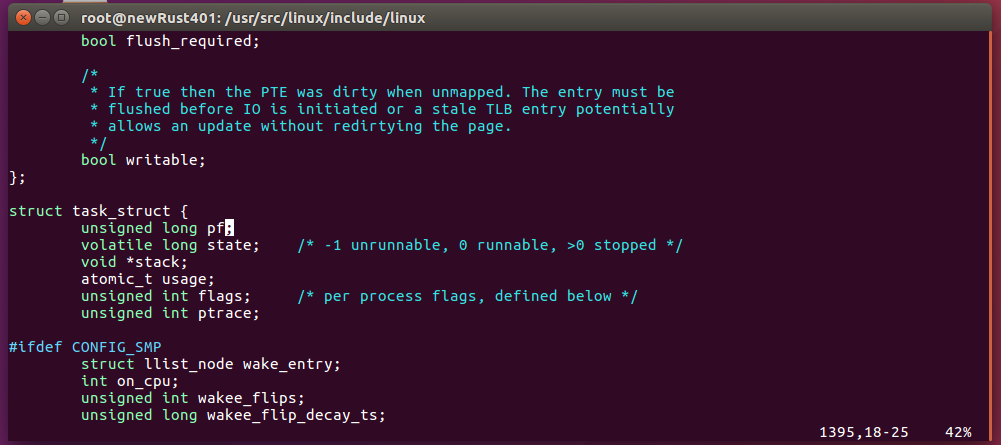 root@newRust401: /usr/src/linux/include/linux
bool flush_required;
/*
* If true then the PTE was dirty when unmapped. The entry must be
* flushed before IO is initiated or a stale TLB entry potentially
* allows an update without redirtying the page.
*/
bool writable;
};
struct task_struct {
unsigned long pf;
volatile long state;    /* -1 unrunnable, 0 runnable, >0 stopped */
void *stack;
atomic_t usage;
unsigned int flags;     /* per process flags, defined below */
unsigned int ptrace;
#ifdef CONFIG_SMP
struct llist_node wake_entry;
int on_cpu;
unsigned int wakee_flips;
unsigned long wakee_flip_decay_ts;
1395,18-25    42%